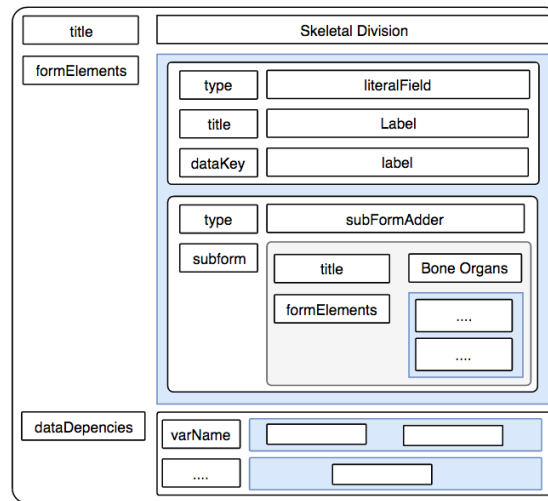 title
Skeletal Division
formElements
type
literalField
title
Label
dataKey
label
type
subFormAdder
subform
title
Bone Organs
formElements
....
....
dataDepencies
varName
....